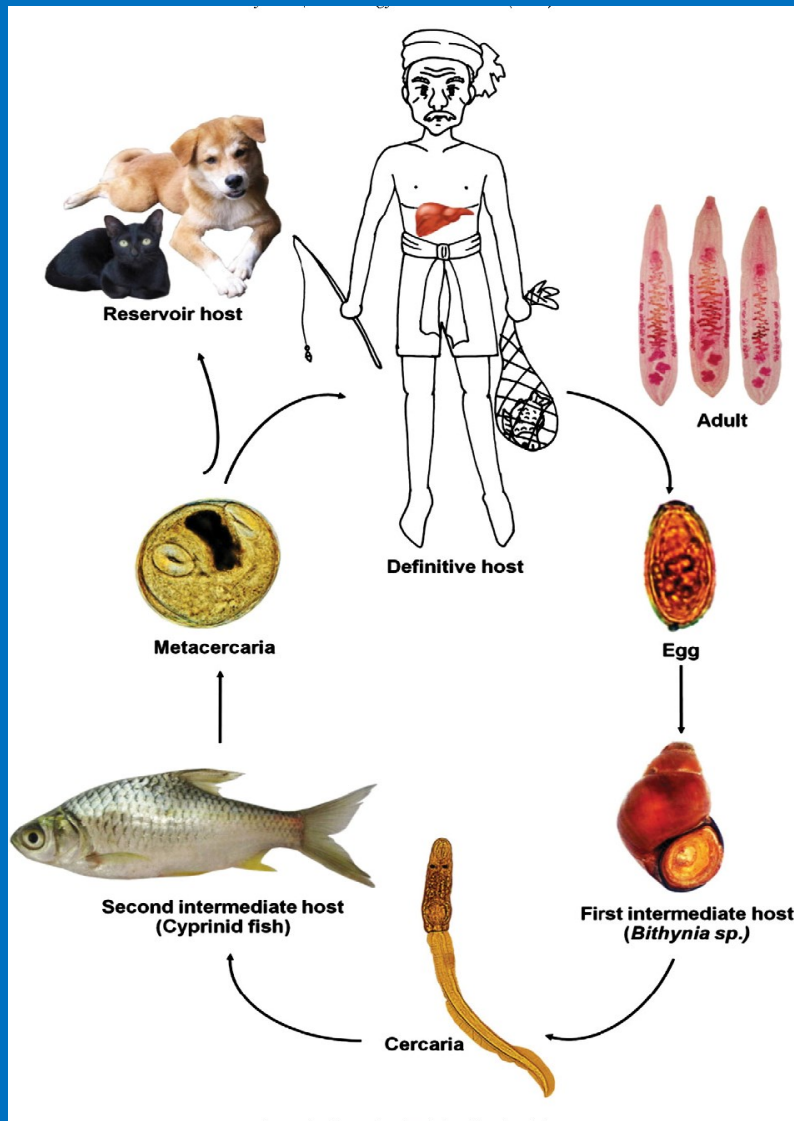 Reservoir host
Adult
Definitive host
Metacercaria
Egg
Second intermediate host
(Cyprinid fish)
First intermediate host
(Bithynia sp.)
Cercaria